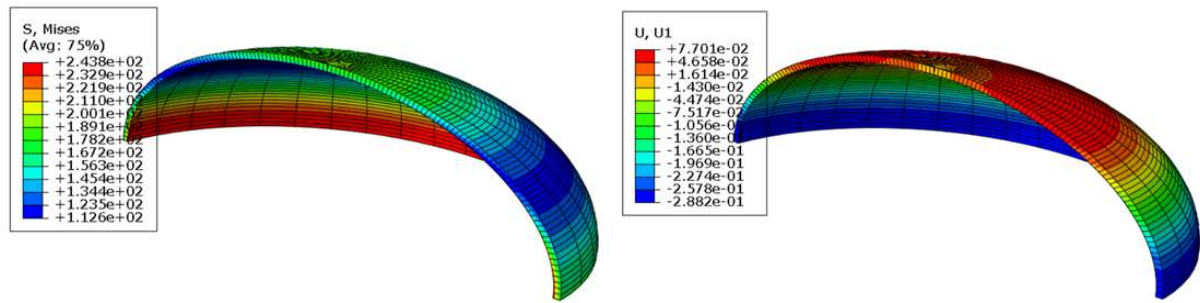 S, Mises
(Avg: 75%)
+2.438e+02
+2.329e+02
+2.219e+02
+2.110e+02
+2.001e+02
+1.891e+02
+1.782e+02
+1.672e+02
+1.563e+02
+1.454e+02
+1.344e+02
+1.235e+02
+1.126e+02
U, U1
+7.701e-02
+4.658e-02
+1.614e-02
-1.430e-02
-4.474e-02
-7.517e-02
-1.056e-01
-1.360e-01
-1.665e-01
-1.969e-01
-2.274e-01
-2.578e-01
-2.882e-01